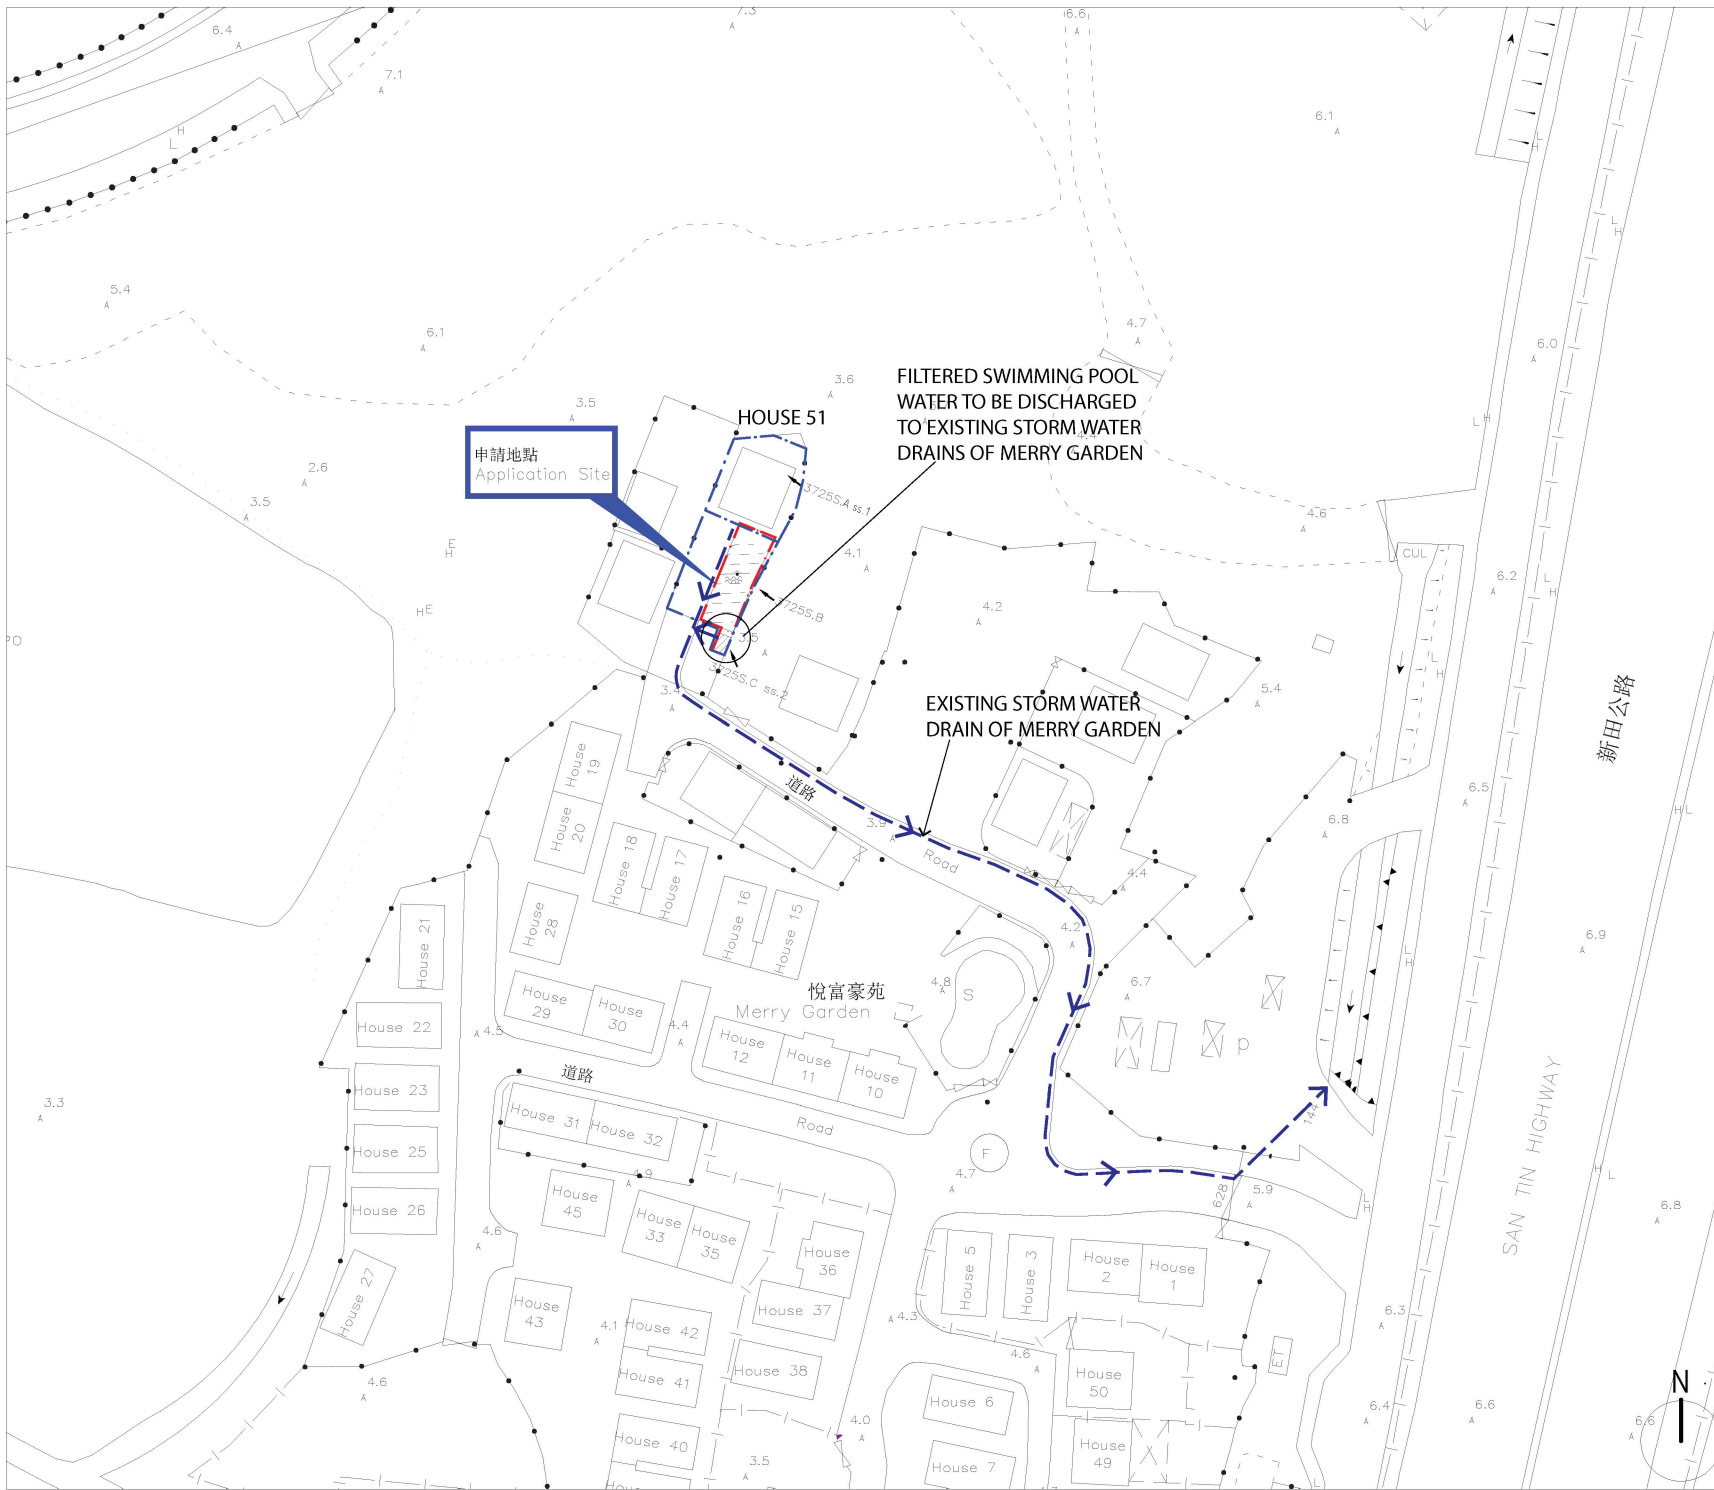 7.3
6.6
6.4
7.1
6.1
H
L
L
H
L
H
5.4
6.1
4.7
6.0
3.6
3.5
FILTERED SWIMMING POOL
WATER TO BE DISCHARGED
TO EXISTING STORM WATER
DRAINS OF MERRY GARDEN
4.4
HOUSE 51
L H
申請地點
Application Site
2.6
3.5
3725S.A ss.1
4.6
E
H
4.1
CUL
6.2
L
H
H E
4.2
3725S.B
3.5
PO
3725S.C ss.2
3.4
L
H
5.4
EXISTING STORM WATER
DRAIN OF MERRY GARDEN
新田公路
House
19
道路
6.5
H L
House
20
3.9
6.8
House 18
House 17
Road
4.4
House 16
House 15
House
28
House 21
4.2
6.9
L
H
悅富豪苑
Merry Garden
4.8
S
6.7
House
29
House
30
House 22
4.5
4.4
House
12
House
11
House
10
P
道路
House 23
3.3
House 31
House 32
Road
144
SAN TIN HIGHWAY
House 25
F
4.9
4.7
H L
House
45
628
5.9
L
H
House 26
House
33
House
35
6.8
4.6
House
36
House 5
House 3
House
2
House
1
House 27
House
43
House 37
4.1
House 42
4.3
6.3
4.6
ET
House 38
House 41
House
50
4.6
N
House 6
6.4
6.6
6.6
4.0
House 40
House
49
3.5
House 7
L